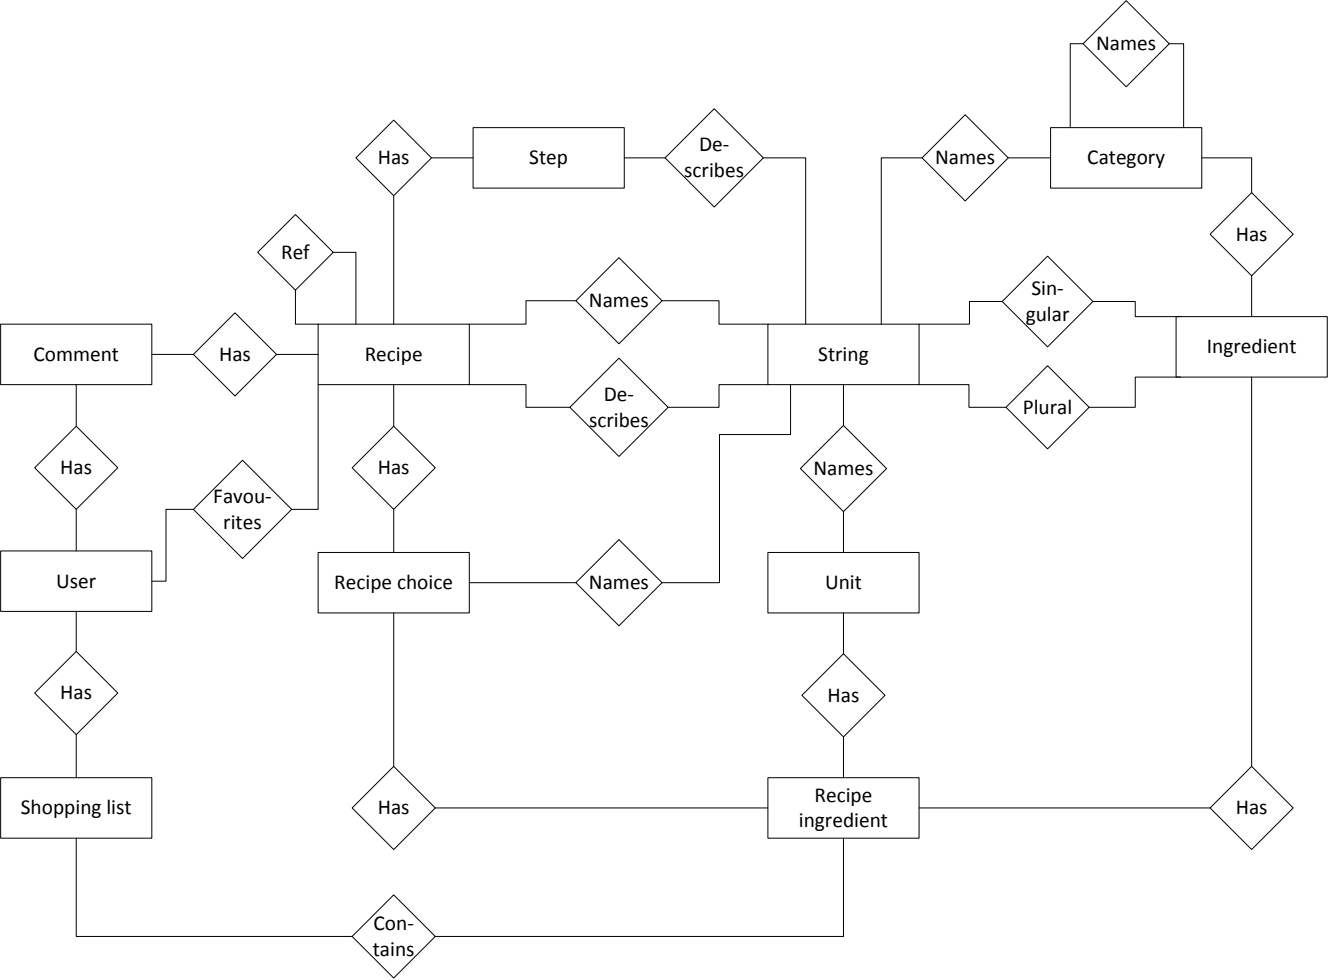 Names
Has
Step
De-
scribes
Names
Category
Has
Ref
Names
Sin-
gular
Comment
Has
Recipe
String
Ingredient
De-
scribes
Plural
Has
Has
Names
Favou-
rites
User
Recipe choice
Names
Unit
Has
Has
Shopping list
Has
Recipe
ingredient
Has
Con-
tains